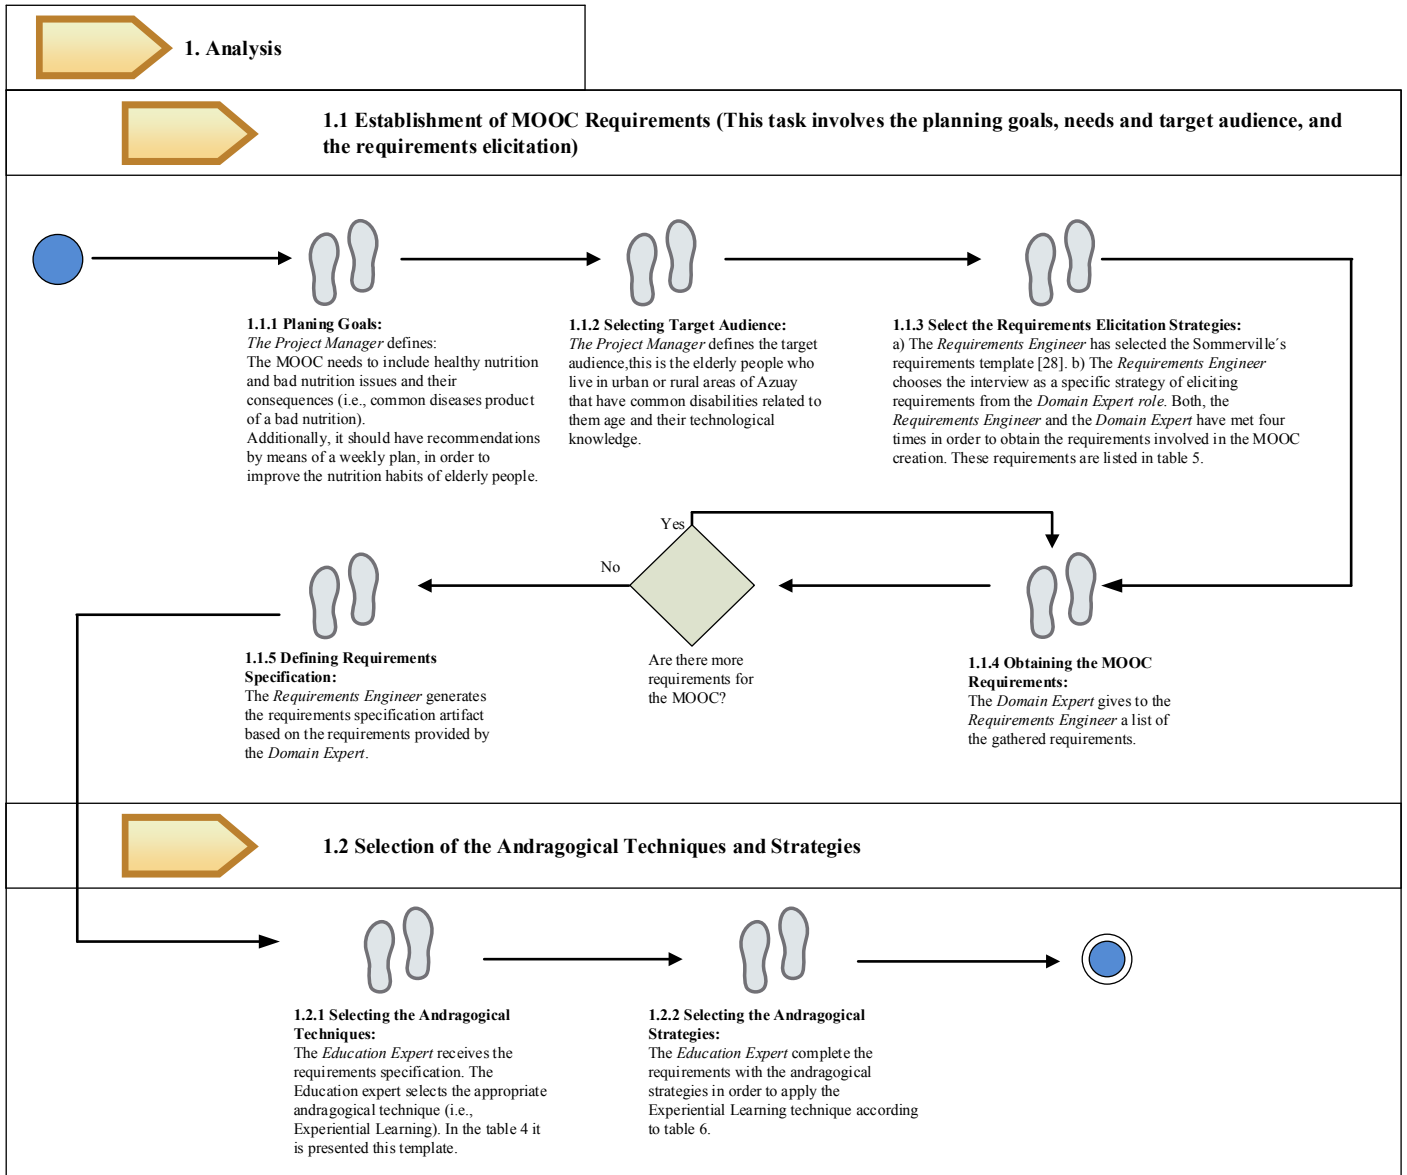 1. Analysis
1.1 Establishment of MOOC Requirements (This task involves the planning goals, needs and target audience, and
the requirements elicitation)
1.1.1 Planing Goals:
The Project Manager defines:
The MOOC needs to include healthy nutrition
and bad nutrition issues and their
consequences (i.e., common diseases product
of a bad nutrition).
Additionally, it should have recommendations
by means of a weekly plan, in order to
improve the nutrition habits of elderly people.
1.1.2 Selecting Target Audience:
The Project Manager defines the target
audience,this is the elderly people who
live in urban or rural areas of Azuay
that have common disabilities related to
them age and their technological
knowledge.
1.1.3 Select the Requirements Elicitation Strategies:
a) The Requirements Engineer has selected the Sommerville´s
requirements template [28]. b) The Requirements Engineer
chooses the interview as a specific strategy of eliciting
requirements from the Domain Expert role. Both, the
Requirements Engineer and the Domain Expert have met four
times in order to obtain the requirements involved in the MOOC
creation. These requirements are listed in table 5.
Yes
No
Are there more
requirements for
the MOOC?
1.1.4 Obtaining the MOOC
Requirements:
The Domain Expert gives to the
Requirements Engineer a list of
the gathered requirements.
1.1.5 Defining Requirements
Specification:
The Requirements Engineer generates
the requirements specification artifact
based on the requirements provided by
the Domain Expert.
1.2 Selection of the Andragogical Techniques and Strategies
1.2.1 Selecting the Andragogical
Techniques:
The Education Expert receives the
requirements specification. The
Education expert selects the appropriate
andragogical technique (i.e.,
Experiential Learning). In the table 4 it
is presented this template.
1.2.2 Selecting the Andragogical
Strategies:
The Education Expert complete the
requirements with the andragogical
strategies in order to apply the
Experiential Learning technique according
to table 6.